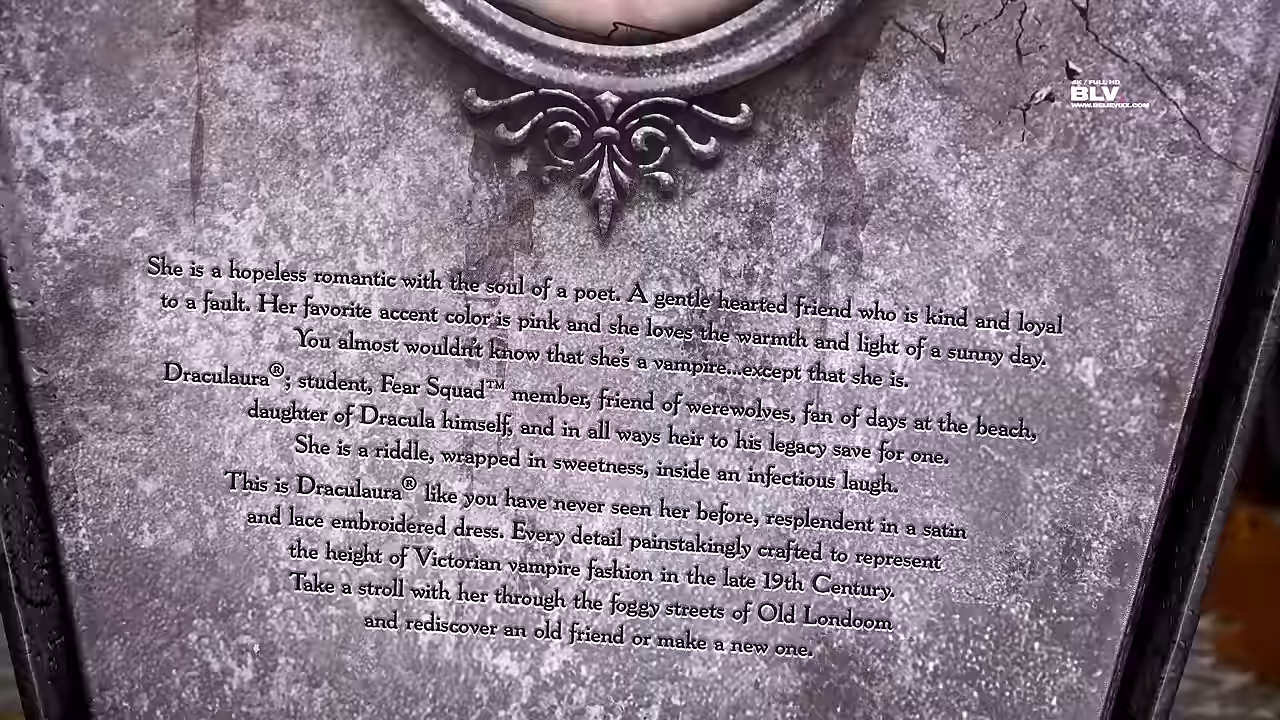 4K / FULL HD
BLV
She is a hopeless romantic with the soul of a poet. A gentle hearted friend who is kind and loyal
to a fault. Her favorite accent color is pink and she loves the warmth and light of a sunny day.
You almost wouldn't know that she's a vampire...except that she is.
Draculaura®; student, Fear Squad™ member, friend of werewolves, fan of days at the beach,
daughter of Dracula himself, and in all ways heir to his legacy save for one.
She is a riddle, wrapped in sweetness, inside an infectious laugh.
This is Draculaura® like you have never seen her before, resplendent in a satin
and lace embroidered dress. Every detail painstakingly crafted to represent
the height of Victorian vampire fashion in the late 19th Century.
Take a stroll with her through the foggy streets of Old Londoom
and rediscover an old friend or make a new one.